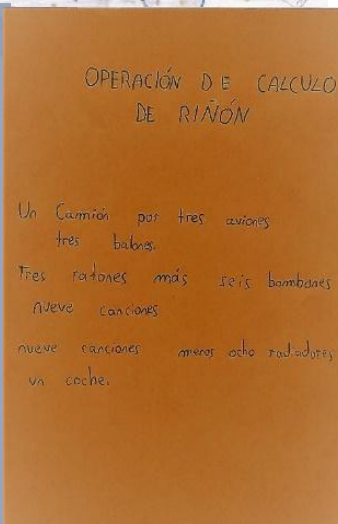 OPERACIÓN DE CALCULO
DE RIÑÓN
Un Camión por tres aviones
tres balones.
Tres ratones más seis bombones
nueve canciones
nueve canciones menos ocho radiadores
un coche.